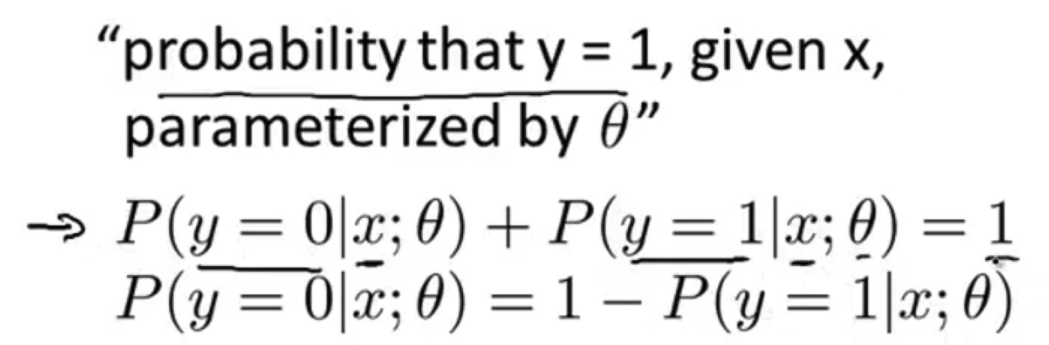 “probability that y = 1, given x,
parameterized by θ”
→ P(y = 0|x; θ) + P(y = 1|x; θ) = 1
P(y = 0|x; θ) = 1 − P(y = 1|x; θ)